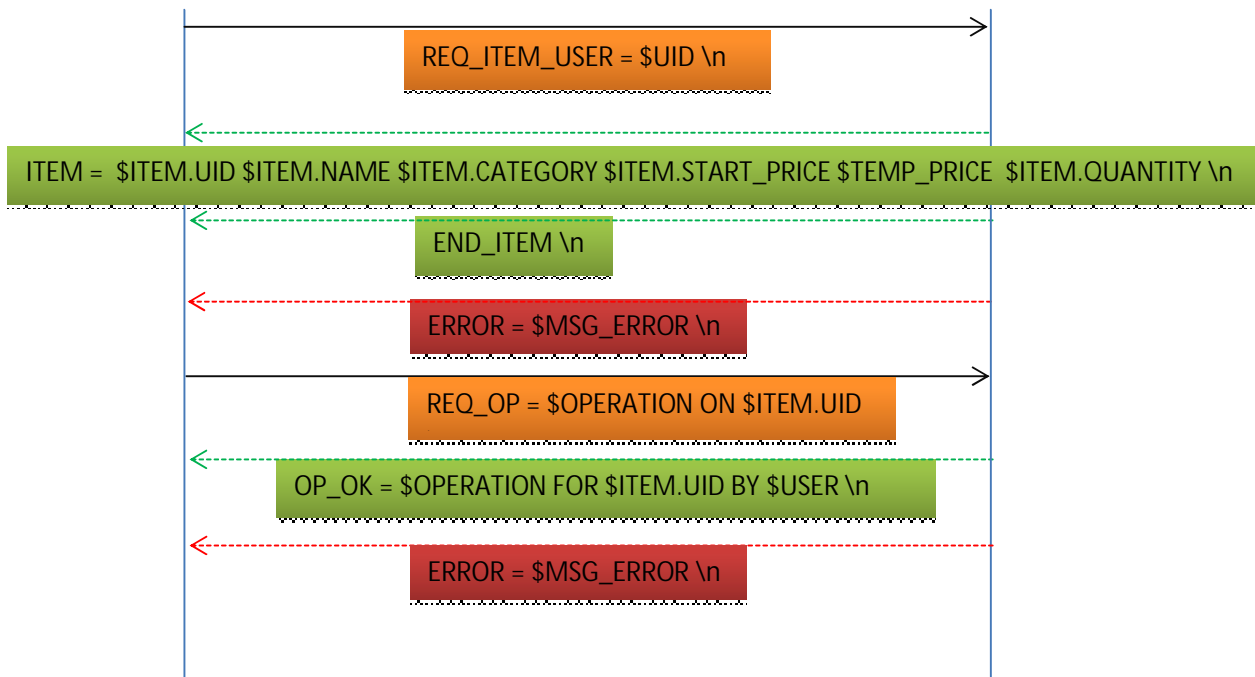 REQ_ITEM_USER = $UID \n
ITEM = $ITEM.UID $ITEM.NAME $ITEM.CATEGORY $ITEM.START_PRICE $TEMP_PRICE $ITEM.QUANTITY \n
END_ITEM \n
ERROR = $MSG_ERROR \n
REQ_OP = $OPERATION ON $ITEM.UID
OP_OK = $OPERATION FOR $ITEM.UID BY $USER \n
ERROR = $MSG_ERROR \n